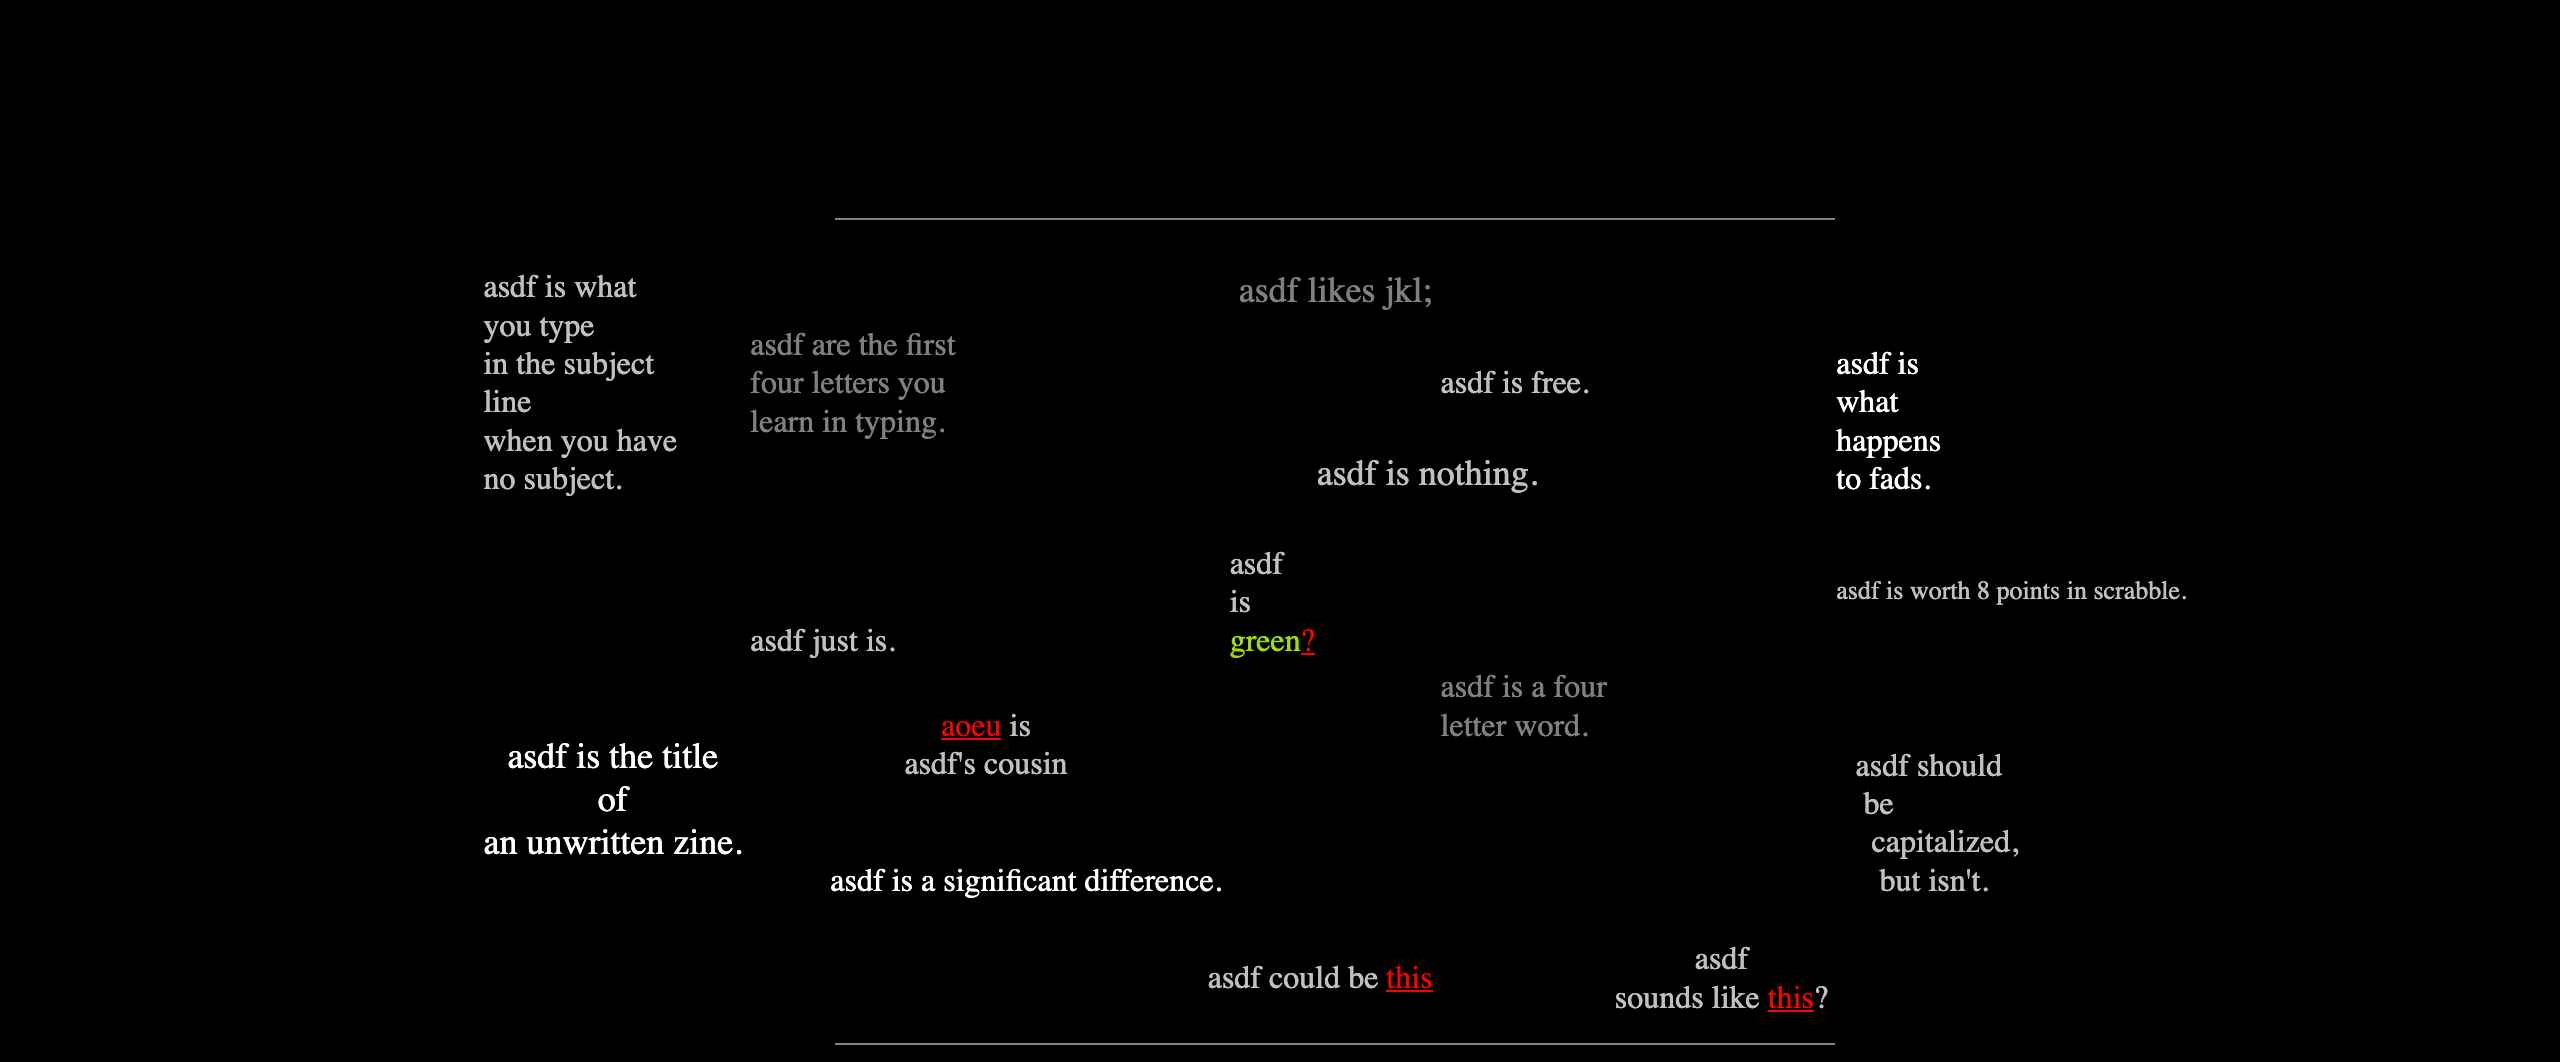 asdf is what
you type
in the subject
line
when you have
no subject.
asdf are the first
four letters you
learn in typing.
asdf likes jkl;
asdf is free.
asdf is nothing.
asdf is
what
happens
to fads.
asdf just is.
asdf
is
green?
asdf is worth 8 points in scrabble.
asdf is the title
of
an unwritten zine.
aoeu is
asdf's cousin
asdf is a four
letter word.
asdf should
be
capitalized,
but isn't.
asdf is a significant difference.
asdf could be this
asdf
sounds like this?